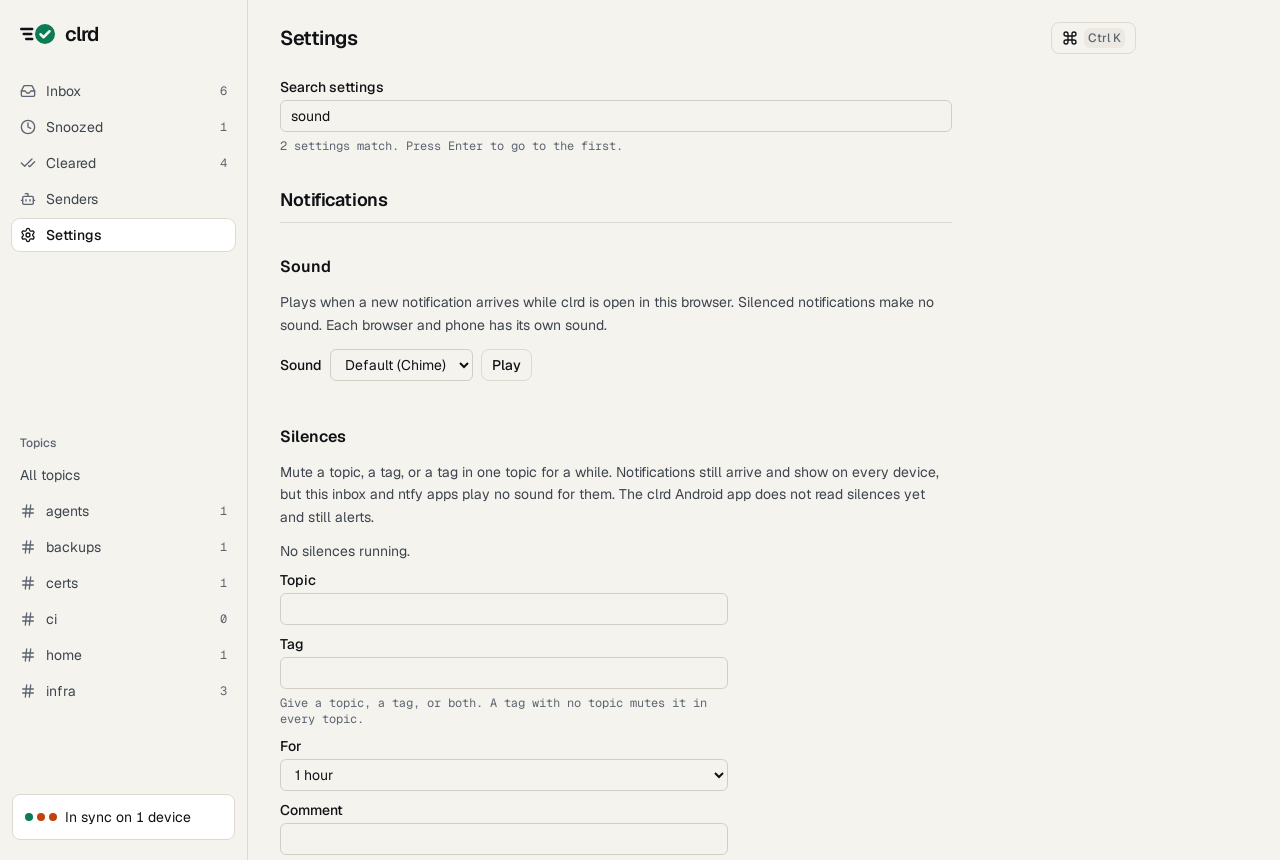 clrd
Inbox 6
Snoozed 1
Cleared 4
Senders
Settings
Topics
All topics
agents 1
backups 1
certs 1
ci 0
home 1
infra 3
In sync on 1 device
Settings
Ctrl K
Search settings
sound
2 settings match. Press Enter to go to the first.
Notifications
Sound
Plays when a new notification arrives while clrd is open in this browser. Silenced notifications make no
sound. Each browser and phone has its own sound.
Sound Default (Chime) Play
Silences
Mute a topic, a tag, or a tag in one topic for a while. Notifications still arrive and show on every device,
but this inbox and ntfy apps play no sound for them. The clrd Android app does not read silences yet
and still alerts.
No silences running.
Topic
Tag
Give a topic, a tag, or both. A tag with no topic mutes it in
every topic.
For
1 hour
Comment